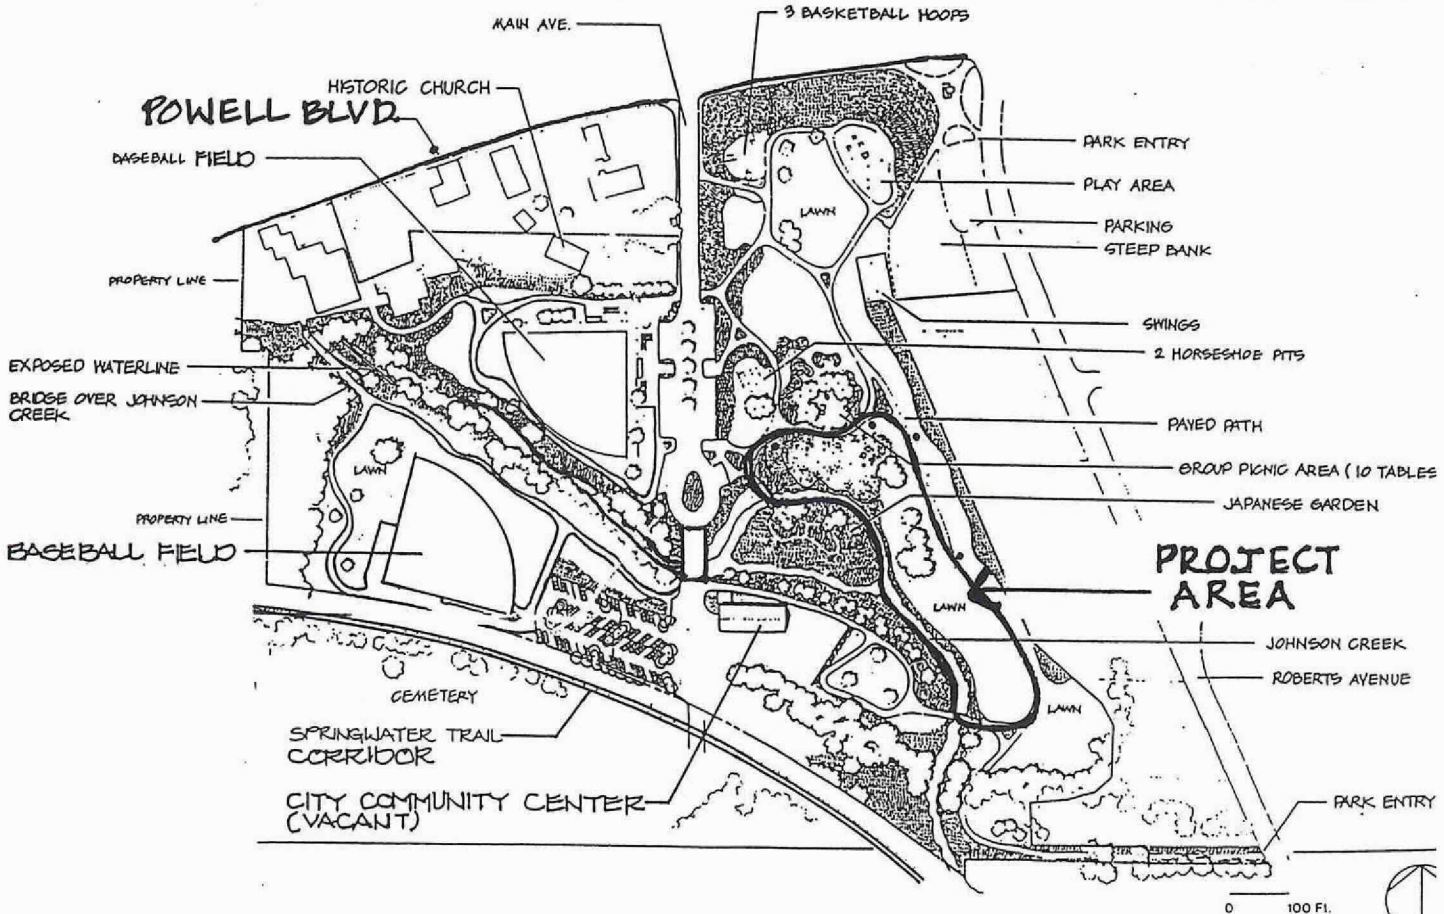 3 BASKETBALL HOOPS
MAIN AVE.
HISTORIC CHURCH
POWELL BLVD.
BASEBALL FIELD
PARK ENTRY
PLAY AREA
LAWN
PARKING
STEEP BANK
PROPERTY LINE
SWINGS
2 HORSESHOE PITS
EXPOSED WATERLINE
BRIDGE OVER JOHNSON
CREEK
PAVED PATH
LAWN
GROUP PICNIC AREA (10 TABLES
JAPANESE GARDEN
PROPERTY LINE
BASEBALL FIELD
PROJECT
AREA
LAWN
JOHNSON CREEK
ROBERTS AVENUE
CEMETERY
LAWN
SPRINGWATER TRAIL
CORRIDOR
CITY COMMUNITY CENTER
(VACANT)
PARK ENTRY
0 100 FT.